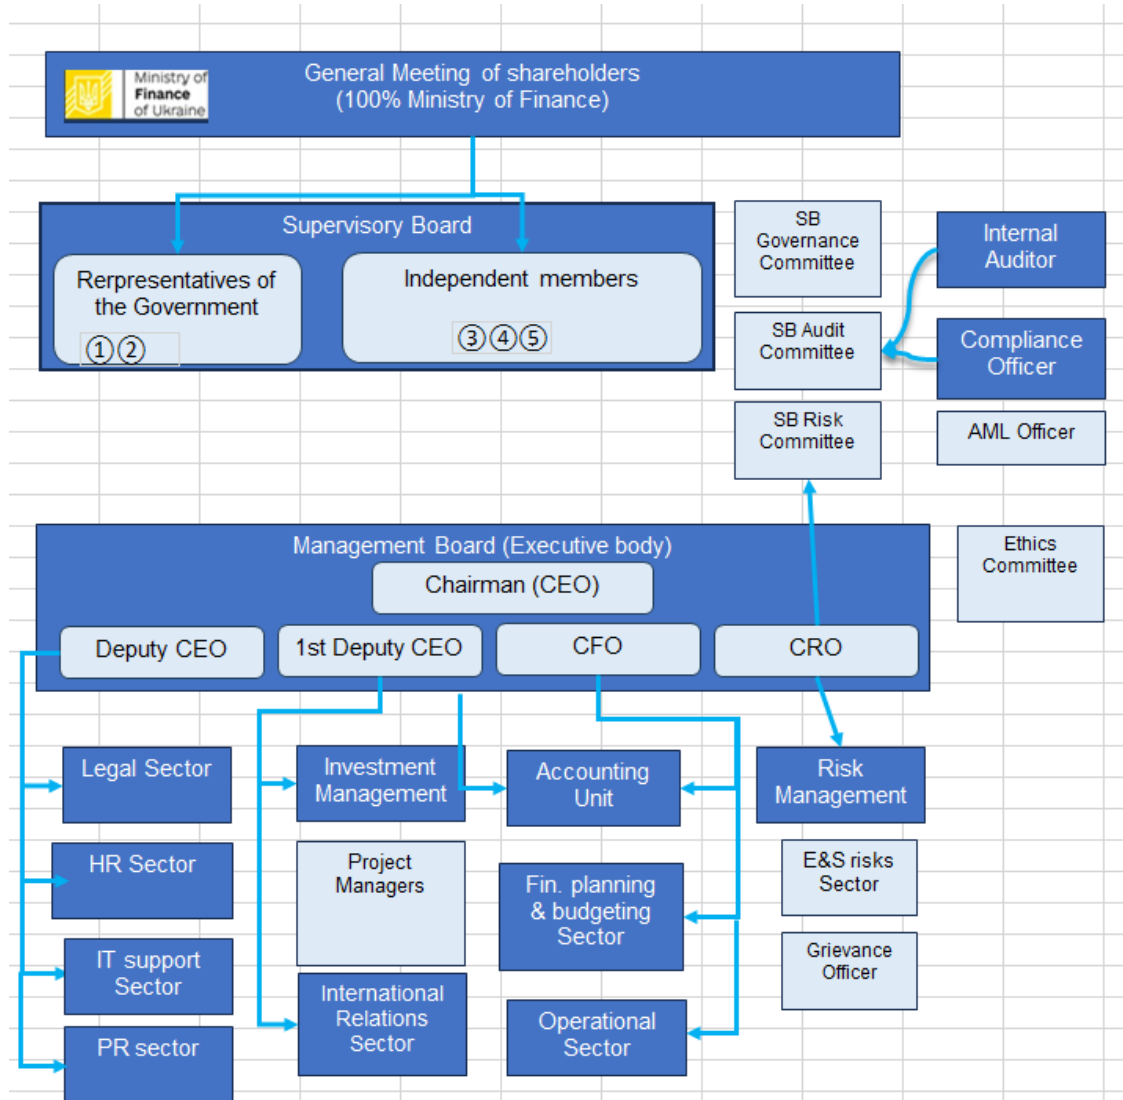 General Meeting of shareholders
(100% Ministry of Finance)
Ministry of
Finance
of Ukraine
Supervisory Board
Rerpresentatives of
the Government
①②
Independent members
③④⑤
SB
Governance
Committee
SB Audit
Committee
SB Risk
Committee
Internal
Auditor
Compliance
Officer
AML Officer
Ethics
Committee
Management Board (Executive body)
Chairman (CEO)
Deputy CEO
1st Deputy CEO
CFO
CRO
Legal Sector
HR Sector
IT support
Sector
PR sector
Investment
Management
Project
Managers
International
Relations
Sector
Accounting
Unit
Fin. planning
& budgeting
Sector
Operational
Sector
Risk
Management
E&S risks
Sector
Grievance
Officer